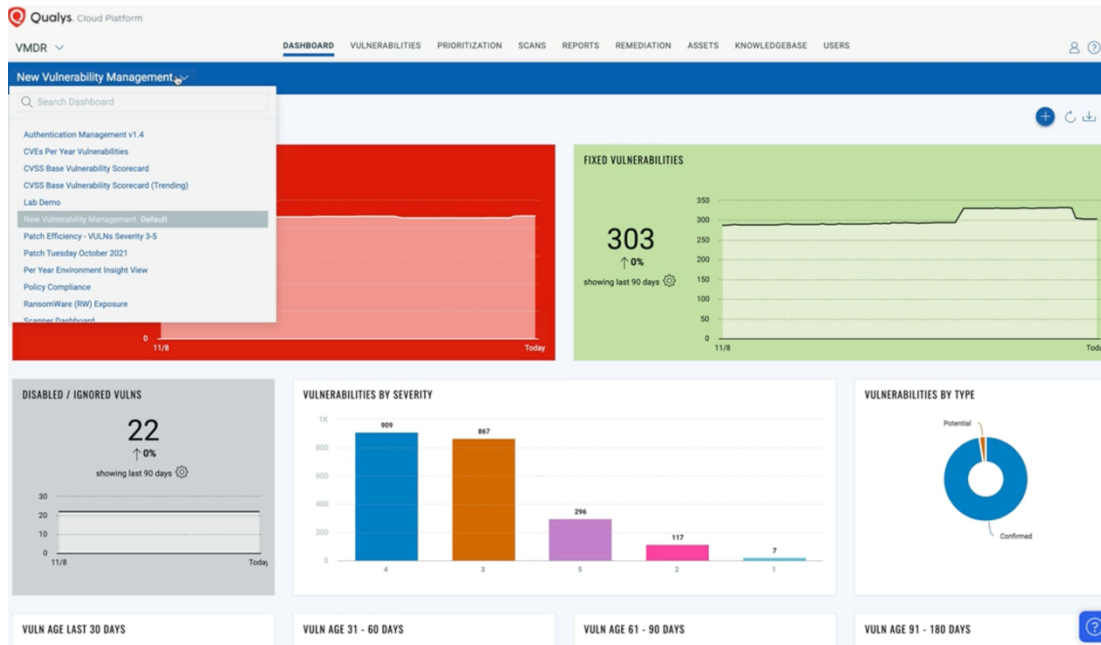 Qualys. Cloud Platform
VMDR
DASHBOARD VULNERABILITIES PRIORITIZATION SCANS REPORTS REMEDIATION ASSETS KNOWLEDGEBASE USERS
New Vulnerability Management
Search Dashboard
Authentication Management v1.4
CVEs Per Year Vulnerabilities
CVSS Base Vulnerability Scorecard
CVSS Base Vulnerability Scorecard (Trending)
Lab Demo
New Vulnerability Management Default
Patch Efficiency - VULNs Severity 3-5
Patch Tuesday October 2021
Per Year Environment Insight View
Policy Compliance
RansomWare (RW) Exposure
Scanner Dashboard
0
11/8 Today
FIXED VULNERABILITIES
303
↑ 0%
showing last 90 days
350
300
250
200
150
100
50
0
11/8 Toda
DISABLED / IGNORED VULNS
22
↑ 0%
showing last 90 days
30
20
10
0
11/8 Today
VULNERABILITIES BY SEVERITY
1K
800
600
400
200
0
909 867 296 117 7
4 3 5 2 1
VULNERABILITIES BY TYPE
Potential
Confirmed
VULN AGE LAST 30 DAYS
VULN AGE 31 - 60 DAYS
VULN AGE 61 - 90 DAYS
VULN AGE 91 - 180 DAYS